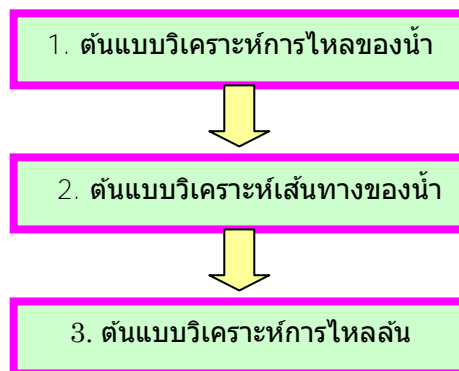 1. ต้นแบบวิเคราะห์การไหลของน้ำ
2. ต้นแบบวิเคราะห์เส้นทางของน้ำ
3. ต้นแบบวิเคราะห์การไหลล้น